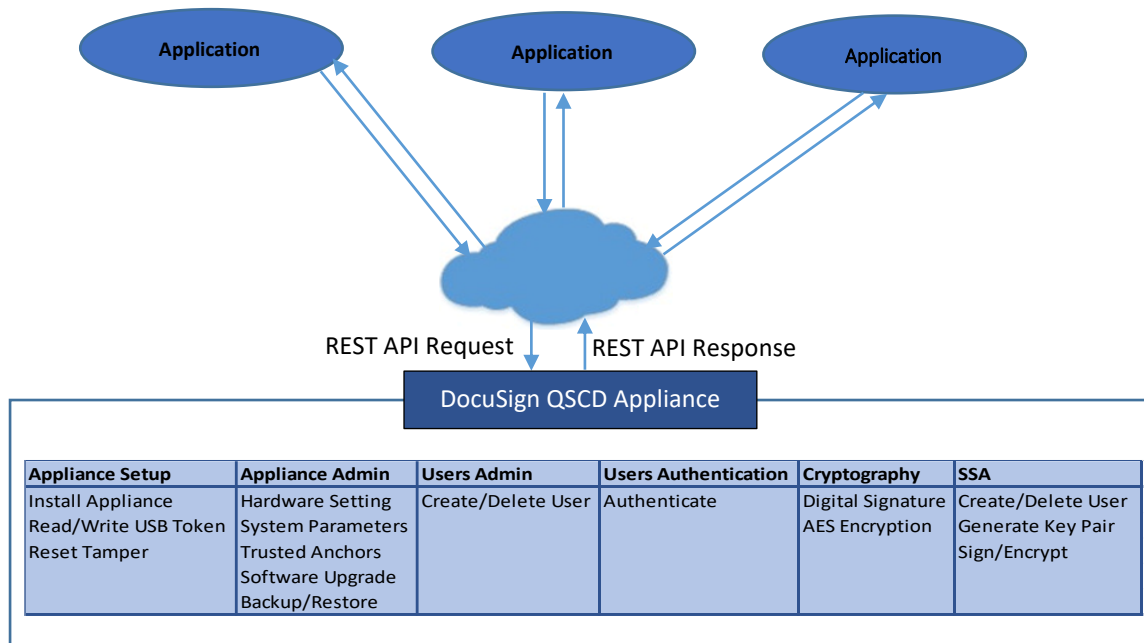 Application
Application
Application
REST API Request
REST API Response
DocuSign QSCD Appliance
Appliance Setup
Install Appliance
Read/Write USB Token
Reset Tamper
Appliance Admin
Hardware Setting
System Parameters
Trusted Anchors
Software Upgrade
Backup/Restore
Users Admin
Create/Delete User
Users Authentication
Authenticate
Cryptography
Digital Signature
AES Encryption
SSA
Create/Delete User
Generate Key Pair
Sign/Encrypt